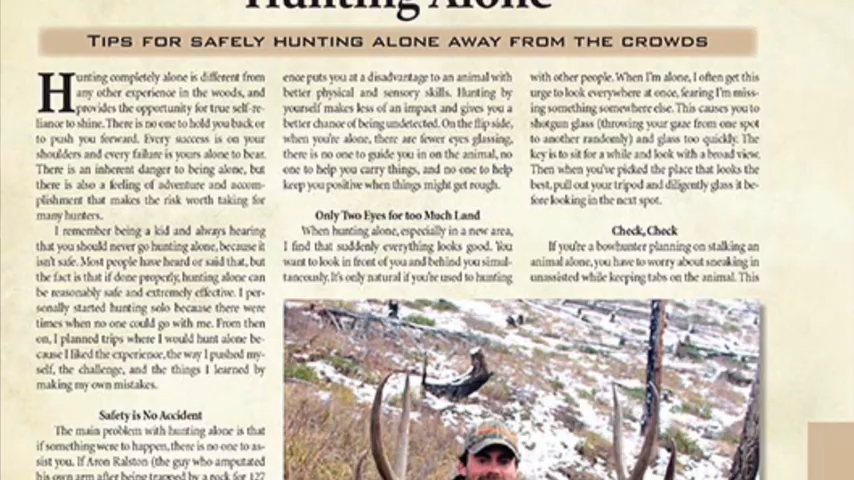 Hunting Alone
TIPS FOR SAFELY HUNTING ALONE AWAY FROM THE CROWDS
Hunting completely alone is different from
any other experience in the woods, and
provides the opportunity for true self-re-
liance to shine. There is no one to hold you back or
to push you forward. Every success is on your
shoulders and every failure is yours alone to bear.
There is an inherent danger to being alone, but
there is also a feeling of adventure and accom-
plishment that makes the risk worth taking for
many hunters.
I remember being a kid and always hearing
that you should never go hunting alone, because it
isn't safe. Most people have heard or said that, but
the fact is that if done properly, hunting alone can
be reasonably safe and extremely effective. I per-
sonally started hunting solo because there were
times when no one could go with me. From then
on, I planned trips where I would hunt alone be-
cause I liked the experience, the way I pushed my-
self, the challenge, and the things I learned by
making my own mistakes.
Safety is No Accident
The main problem with hunting alone is that
if something were to happen, there is no one to as-
sist you. If Aron Ralston (the guy who amputated
his own arm after being trapped by a rock for 127
ence puts you at a disadvantage to an animal with
better physical and sensory skills. Hunting by
yourself makes less of an impact and gives you a
better chance of being undetected. On the flip side,
when you're alone, there are fewer eyes glassing,
there is no one to guide you in on the animal, no
one to help you carry things, and no one to help
keep you positive when things might get rough.
Only Two Eyes for too Much Land
When hunting alone, especially in a new area,
I find that suddenly everything looks good. You
want to look in front of you and behind you simul-
taneously. It's only natural if you're used to hunting
with other people. When I'm alone, I often get this
urge to look everywhere at once, fearing I'm miss-
ing something somewhere else. This causes you to
shotgun glass (throwing your gaze from one spot
to another randomly) and glass too quickly. The
key is to sit for a while and look with a broad view.
Then when you've picked the place that looks the
best, pull out your tripod and diligently glass it be-
fore looking in the next spot.
Check, Check
If you're a bowhunter planning on stalking an
animal alone, you have to worry about sneaking in
unassisted while keeping tabs on the animal. This